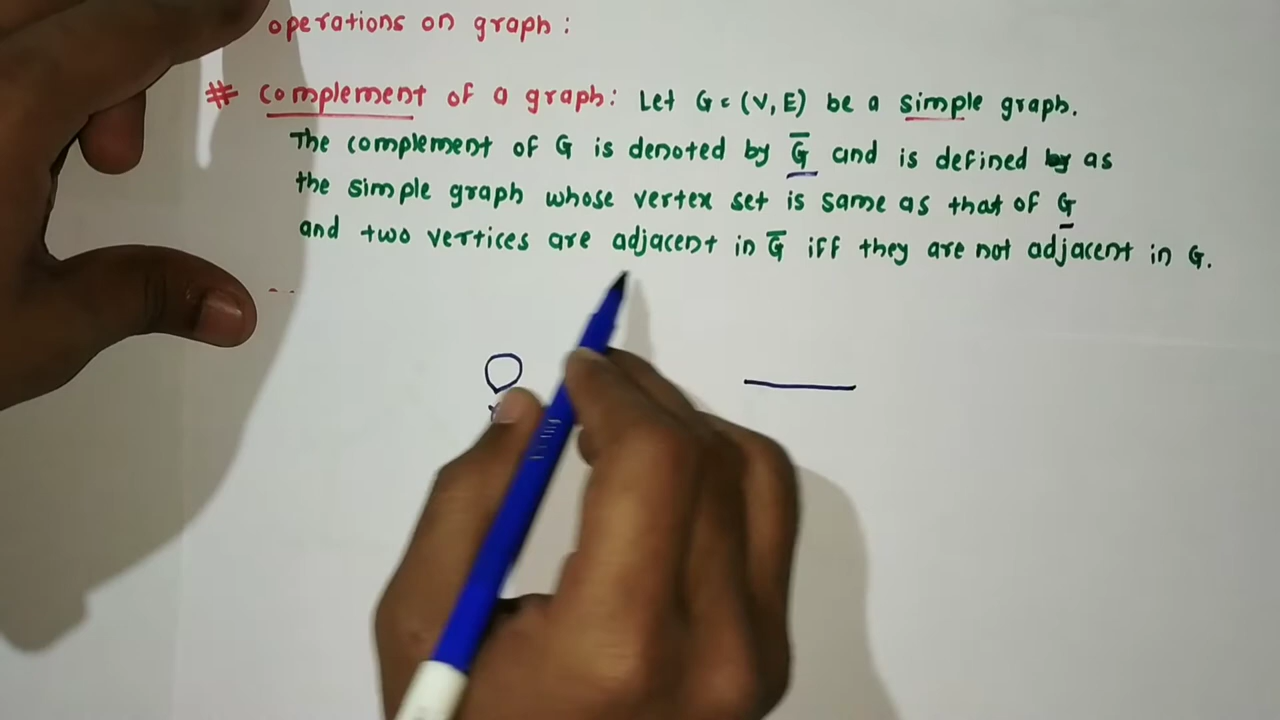 operations on graph :
# complement of a graph : Let G = (V, E) be a simple graph.
The complement of G is denoted by G̅ and is defined by as
the simple graph whose vertex set is same as that of G
and two vertices are adjacent in G̅ iff they are not adjacent in G.